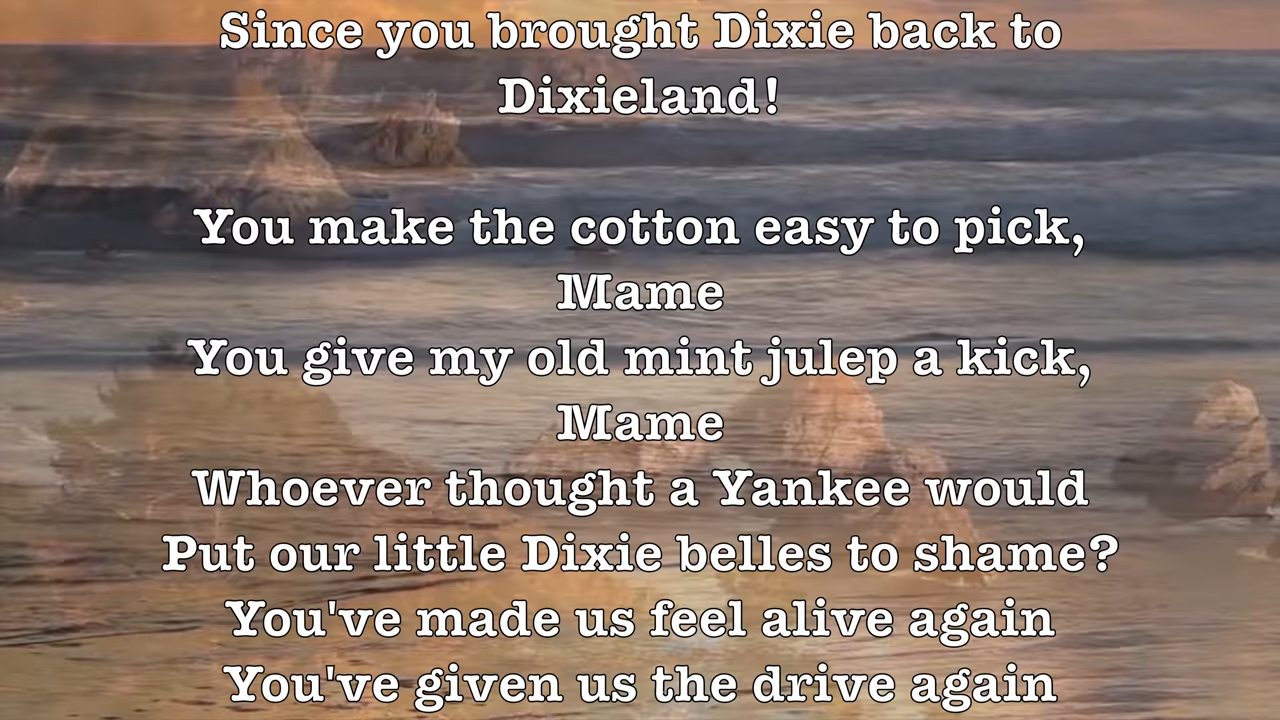 Since you brought Dixie back to
Dixieland!
You make the cotton easy to pick,
Mame
You give my old mint julep a kick,
Mame
Whoever thought a Yankee would
Put our little Dixie belles to shame?
You've made us feel alive again
You've given us the drive again